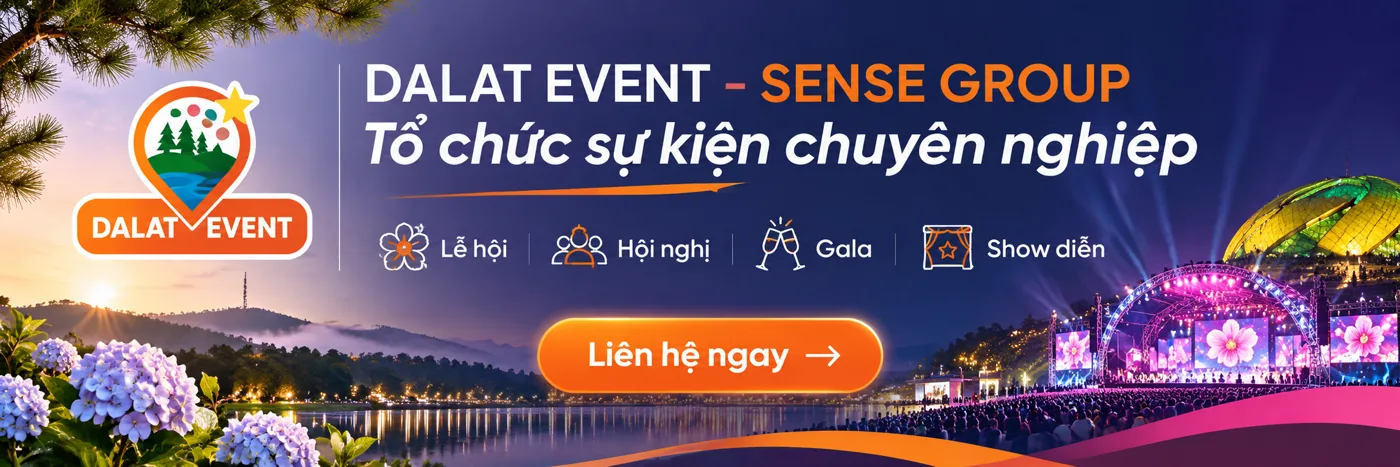 DALAT EVENT
DALAT EVENT - SENSE GROUP
Tổ chức sự kiện chuyên nghiệp
Lễ hội
Hội nghị
Gala
Show diễn
Liên hệ ngay →